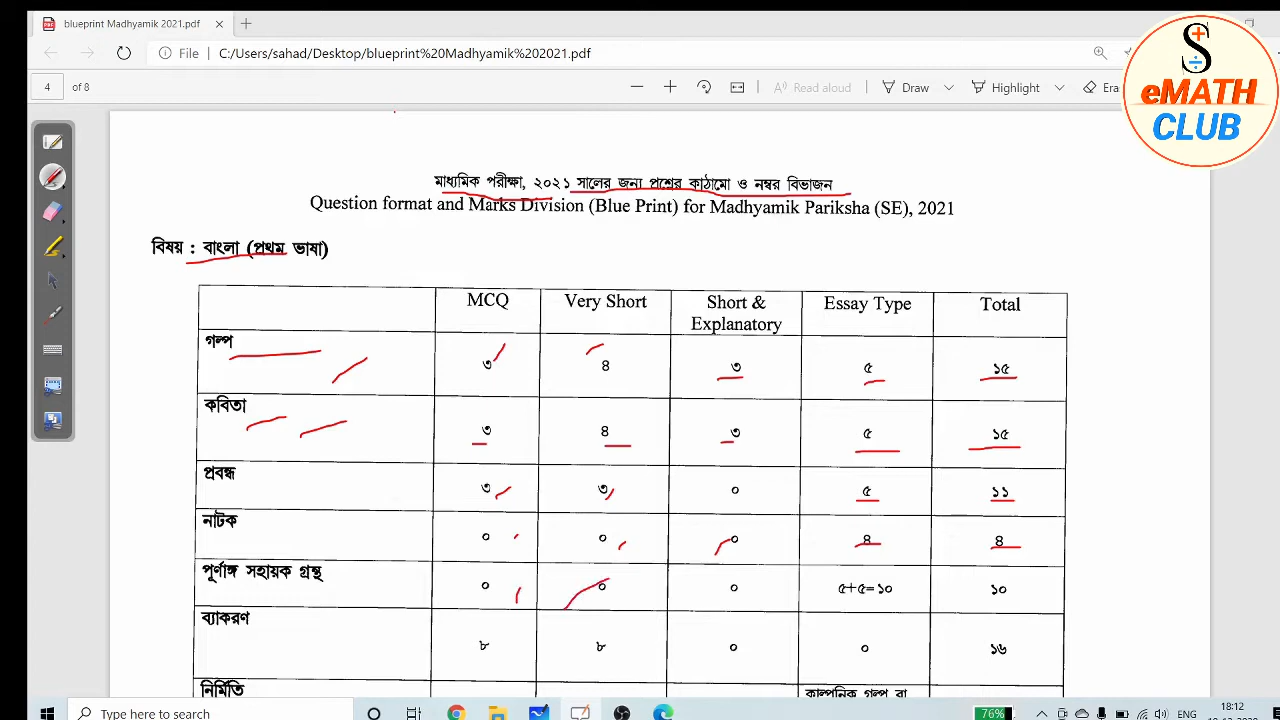 blueprint Madhyamik 2021.pdf
File C:/Users/sahad/Desktop/blueprint%20Madhyamik%202021.pdf
4 of 8
Read aloud Draw Highlight Era
S
eMATH
CLUB
মাধ্যমিক পরীক্ষা, ২০২১ সালের জন্য প্রশ্নের কাঠামো ও নম্বর বিভাজন
Question format and Marks Division (Blue Print) for Madhyamik Pariksha (SE), 2021
বিষয় : বাংলা (প্রথম ভাষা)
MCQ Very Short Short & Explanatory Essay Type Total
গল্প ৩ ৪ ৩ ৫ ১৫
কবিতা ৩ ৪ ৩ ৫ ১৫
প্রবন্ধ ৩ ৩ ০ ৫ ১১
নাটক ০ ০ ০ ৪ ৪
পূর্ণাঙ্গ সহায়ক গ্রন্থ ০ ০ ০ ৫+৫=১০ ১০
ব্যাকরণ ৮ ৮ ০ ০ ১৬
নির্মিতি কাল্পনিক গল্প বা
Type here to search 76% ENG 18:12